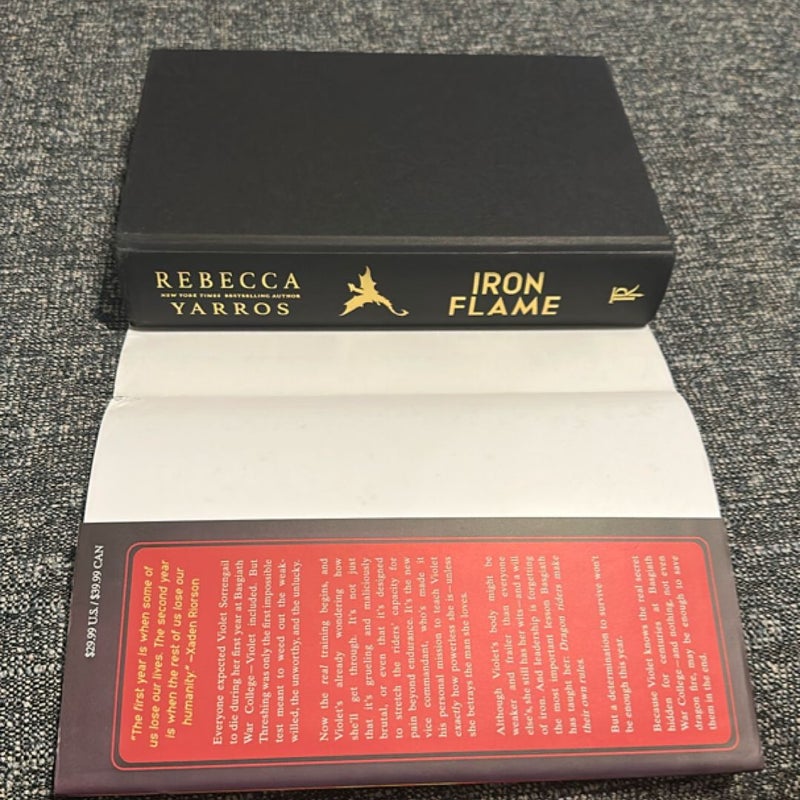 REBECCA
NEW YORK TIMES BESTSELLING AUTHOR
YARROS
IRON
FLAME
$29.99 U.S. / $39.99 CAN
"The first year is when some of
us lose our lives. The second year
is when the rest of us lose our
humanity." —Xaden Riorson
Everyone expected Violet Sorrengail
to die during her first year at Basgiath
War College—Violet included. But
Threshing was only the first impossible
test meant to weed out the weak-
willed, the unworthy, and the unlucky.
Now the real training begins, and
Violet's already wondering how
she'll get through. It's not just
that it's grueling and maliciously
brutal, or even that it's designed
to stretch the riders' capacity for
pain beyond endurance. It's the new
vice commandant, who's made it
his personal mission to teach Violet
exactly how powerless she is—unless
she betrays the man she loves.
Although Violet's body might be
weaker and frailer than everyone
else's, she still has her wits—and a will
of iron. And leadership is forgetting
the most important lesson Basgiath
has taught her: Dragon riders make
their own rules.
But a determination to survive won't
be enough this year.
Because Violet knows the real secret
hidden for centuries at Basgiath
War College—and nothing, not even
dragon fire, may be enough to save
them in the end.